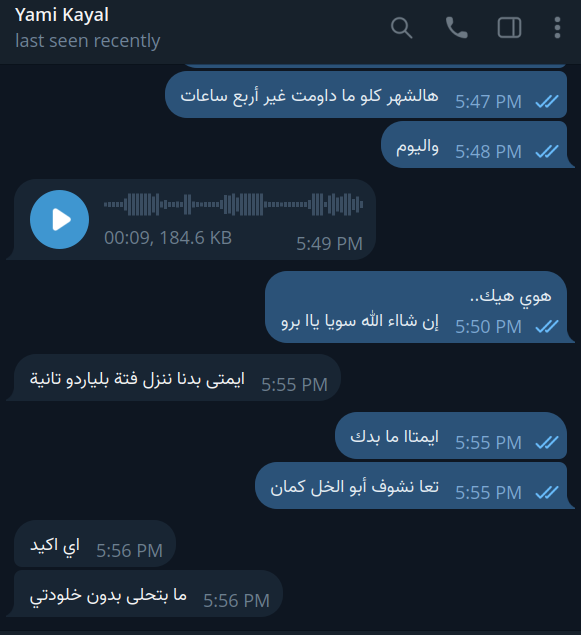 Yami Kayal
last seen recently
هالشهر كلو ما داومت غير أربع ساعات
5:47 PM
واليوم
5:48 PM
00:09, 184.6 KB
5:49 PM
هوي هيك..
إن شااء الله سويا ياا برو
5:50 PM
ايمتى بدنا ننزل فتة بلياردو تانية
5:55 PM
ايمتاا ما بدك
5:55 PM
تعا نشوف أبو الخل كمان
5:55 PM
اي اكيد
5:56 PM
ما بتحلى بدون خلودتي
5:56 PM